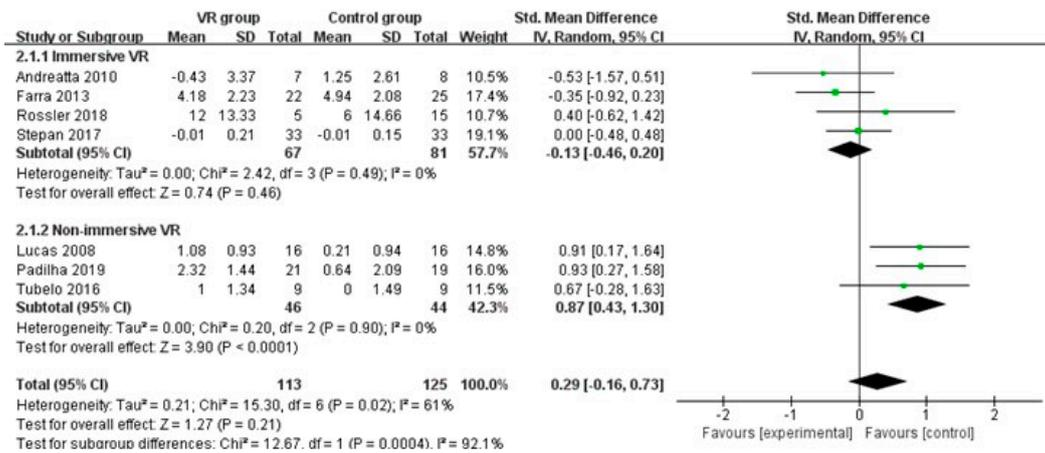 VR group Control group Std. Mean Difference Std. Mean Difference
Study or Subgroup Mean SD Total Mean SD Total Weight IV, Random, 95% CI IV, Random, 95% CI
2.1.1 Immersive VR
Andreatta 2010 -0.43 3.37 7 1.25 2.61 8 10.5% -0.53 [-1.57, 0.51]
Farra 2013 4.18 2.23 22 4.94 2.08 25 17.4% -0.35 [-0.92, 0.23]
Rossler 2018 12 13.33 5 6 14.66 15 10.7% 0.40 [-0.62, 1.42]
Stepan 2017 -0.01 0.21 33 -0.01 0.15 33 19.1% 0.00 [-0.48, 0.48]
Subtotal (95% CI) 67 81 57.7% -0.13 [-0.46, 0.20]
Heterogeneity: Tau² = 0.00; Chi² = 2.42, df = 3 (P = 0.49); I² = 0%
Test for overall effect: Z = 0.74 (P = 0.46)
2.1.2 Non-immersive VR
Lucas 2008 1.08 0.93 16 0.21 0.94 16 14.8% 0.91 [0.17, 1.64]
Padilha 2019 2.32 1.44 21 0.64 2.09 19 16.0% 0.93 [0.27, 1.58]
Tubelo 2016 1 1.34 9 0 1.49 9 11.5% 0.67 [-0.28, 1.63]
Subtotal (95% CI) 46 44 42.3% 0.87 [0.43, 1.30]
Heterogeneity: Tau² = 0.00; Chi² = 0.20, df = 2 (P = 0.90); I² = 0%
Test for overall effect: Z = 3.90 (P < 0.0001)
Total (95% CI) 113 125 100.0% 0.29 [-0.16, 0.73]
Heterogeneity: Tau² = 0.21; Chi² = 15.30, df = 6 (P = 0.02); I² = 61%
Test for overall effect: Z = 1.27 (P = 0.21)
Test for subgroup differences: Chi² = 12.67, df = 1 (P = 0.0004), I² = 92.1%
-2 -1 0 1 2
Favours [experimental] Favours [control]